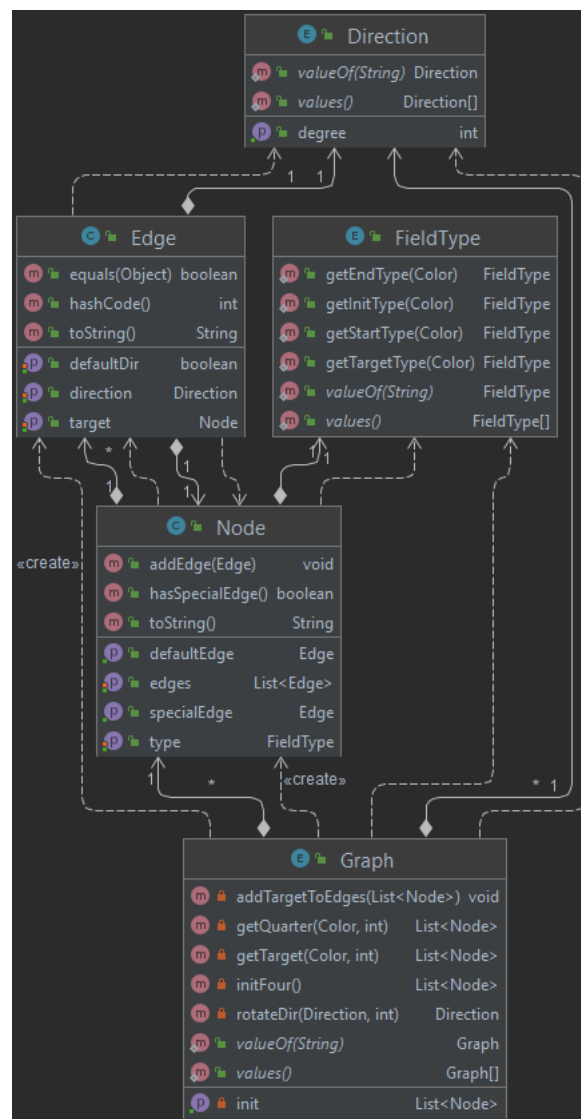 E Direction
m valueOf(String) Direction
m values() Direction[]
p degree int
1 1
C Edge
m equals(Object) boolean
m hashCode() int
m toString() String
p defaultDir boolean
p direction Direction
p target Node
E FieldType
m getEndType(Color) FieldType
m getInitType(Color) FieldType
m getStartType(Color) FieldType
m getTargetType(Color) FieldType
m valueOf(String) FieldType
m values() FieldType[]
* 1 1
1 1 1
«create»
C Node
m addEdge(Edge) void
m hasSpecialEdge() boolean
m toString() String
p defaultEdge Edge
p edges List<Edge>
p specialEdge Edge
p type FieldType
1 * «create» * 1
E Graph
m addTargetToEdges(List<Node>) void
m getQuarter(Color, int) List<Node>
m getTarget(Color, int) List<Node>
m initFour() List<Node>
m rotateDir(Direction, int) Direction
m valueOf(String) Graph
m values() Graph[]
p init List<Node>